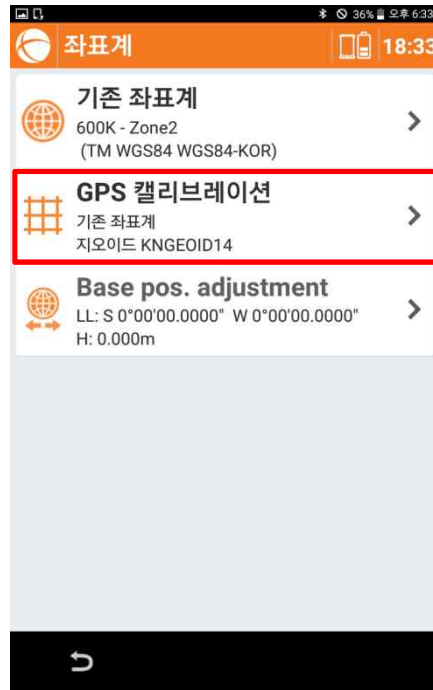 36% 오후 6:33
좌표계 18:33
기존 좌표계
600K - Zone2
(TM WGS84 WGS84-KOR)
GPS 캘리브레이션
기존 좌표계
지오이드 KNGEOID14
Base pos. adjustment
LL: S 0°00'00.0000" W 0°00'00.0000"
H: 0.000m